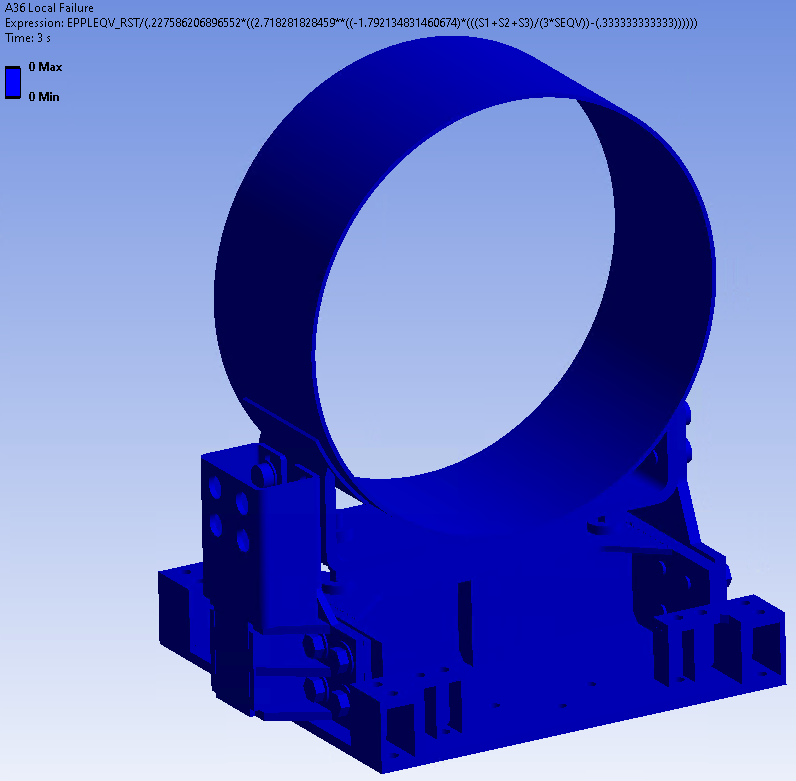 A36 Local Failure
Expression: EPPLEQV_RST/(.227586206896552*((2.718281828459**((-1.792134831460674)*(((S1+S2+S3)/(3*SEQV))-(.333333333333))))))
Time: 3 s
0 Max
0 Min